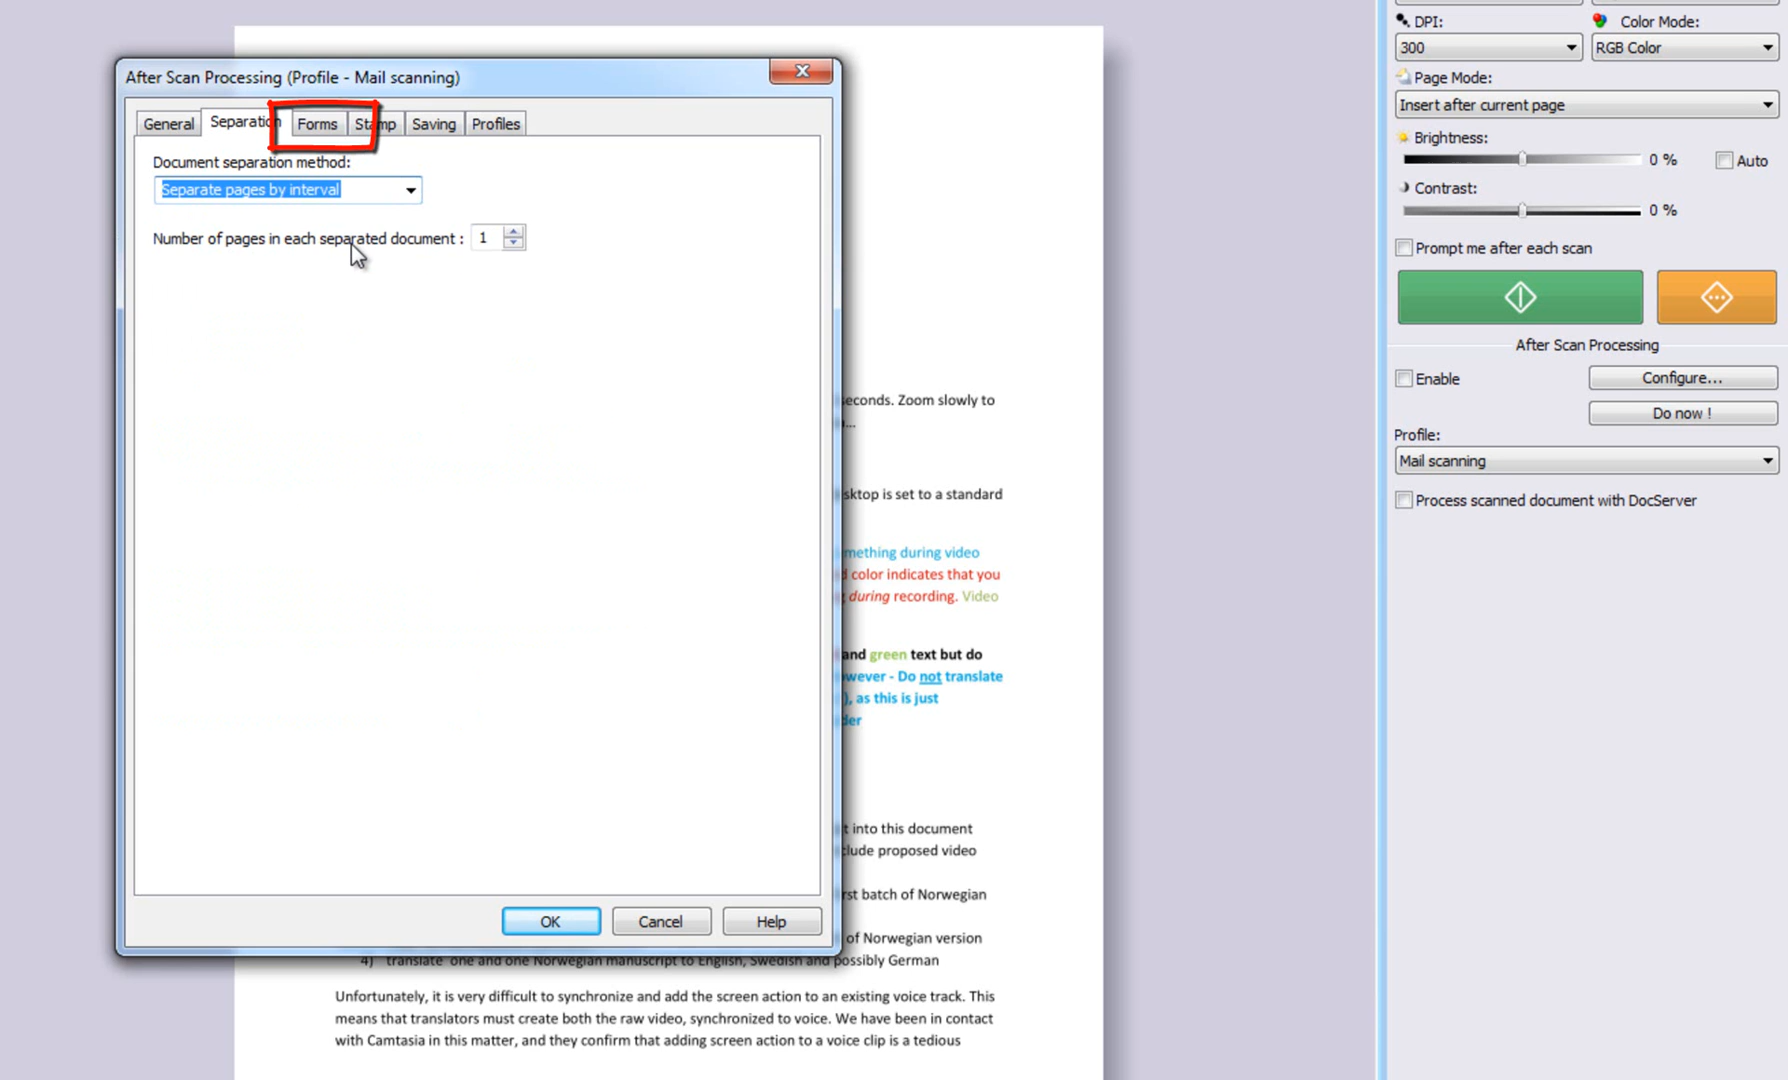 After Scan Processing (Profile - Mail scanning)
General
Separation
Forms
Stamp
Saving
Profiles
Document separation method:
Separate pages by interval
Number of pages in each separated document :
1
OK
Cancel
Help
seconds. Zoom slowly to
...
sktop is set to a standard
mething during video
color indicates that you
during recording. Video
and green text but do
wever - Do not translate
), as this is just
der
t into this document
clude proposed video
rst batch of Norwegian
of Norwegian version
4) translate one and one Norwegian manuscript to English, Swedish and possibly German
Unfortunately, it is very difficult to synchronize and add the screen action to an existing voice track. This
means that translators must create both the raw video, synchronized to voice. We have been in contact
with Camtasia in this matter, and they confirm that adding screen action to a voice clip is a tedious
DPI:
Color Mode:
300
RGB Color
Page Mode:
Insert after current page
Brightness:
0 %
Auto
Contrast:
0 %
Prompt me after each scan
After Scan Processing
Enable
Configure...
Do now !
Profile:
Mail scanning
Process scanned document with DocServer